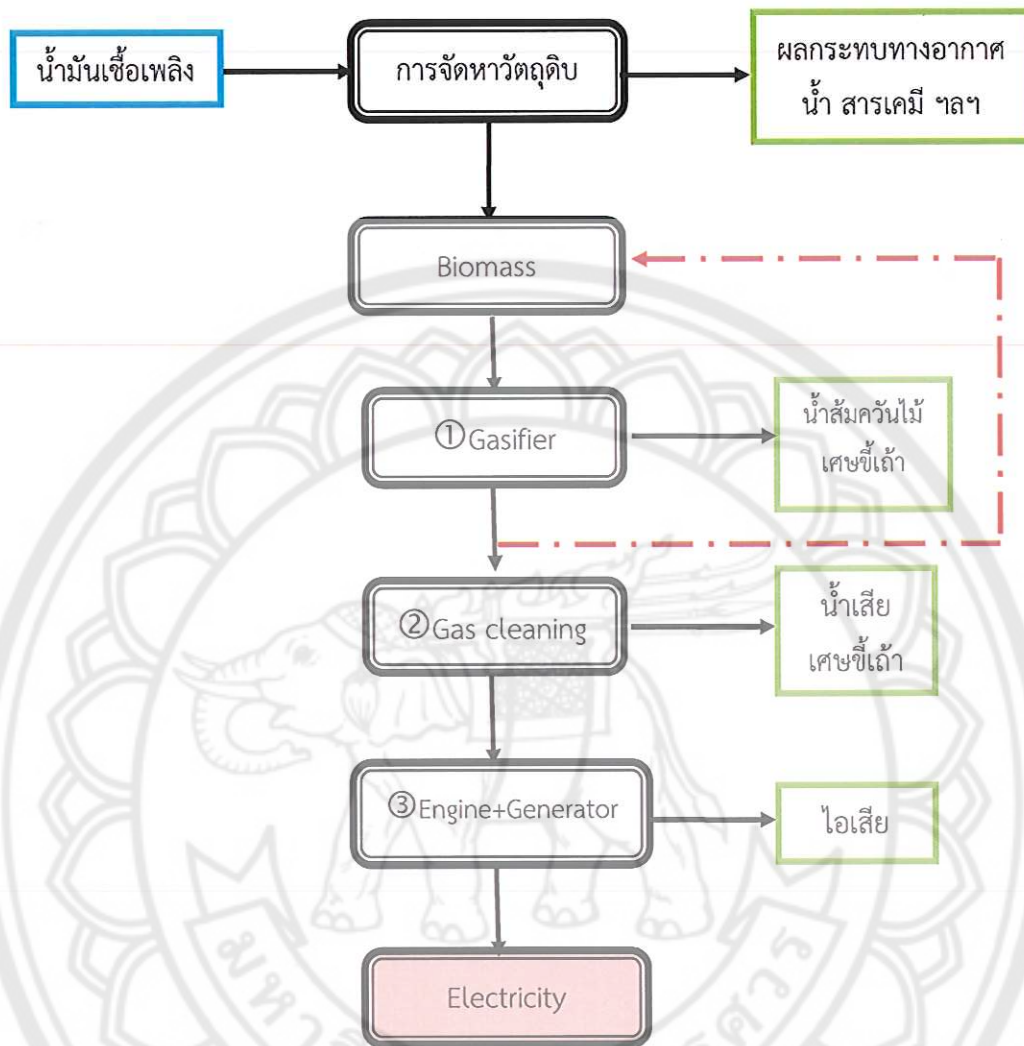 น้ำมันเชื้อเพลิง
การจัดหาวัตถุดิบ
ผลกระทบทางอากาศ
น้ำ สารเคมี ฯลฯ
Biomass
①Gasifier
น้ำส้มควันไม้
เศษขี้เถ้า
②Gas cleaning
น้ำเสีย
เศษขี้เถ้า
③Engine+Generator
ไอเสีย
Electricity